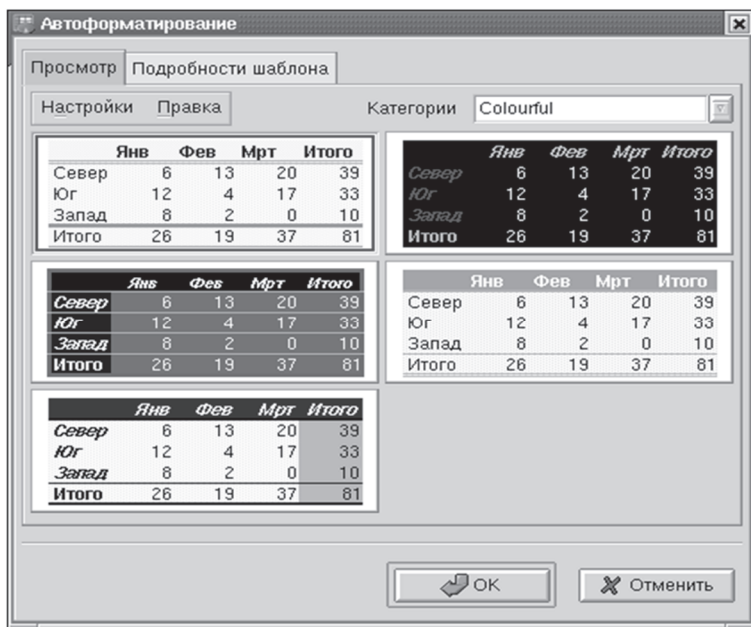 Автоформатирование
Просмотр Подробности шаблона
Настройки Правка Категории Colourful
Янв Фев Мрт Итого
Север 6 13 20 39
Юг 12 4 17 33
Запад 8 2 0 10
Итого 26 19 37 81
Янв Фев Мрт Итого
Север 6 13 20 39
Юг 12 4 17 33
Запад 8 2 0 10
Итого 26 19 37 81
Янв Фев Мрт Итого
Север 6 13 20 39
Юг 12 4 17 33
Запад 8 2 0 10
Итого 26 19 37 81
Янв Фев Мрт Итого
Север 6 13 20 39
Юг 12 4 17 33
Запад 8 2 0 10
Итого 26 19 37 81
Янв Фев Мрт Итого
Север 6 13 20 39
Юг 12 4 17 33
Запад 8 2 0 10
Итого 26 19 37 81
OK Отменить